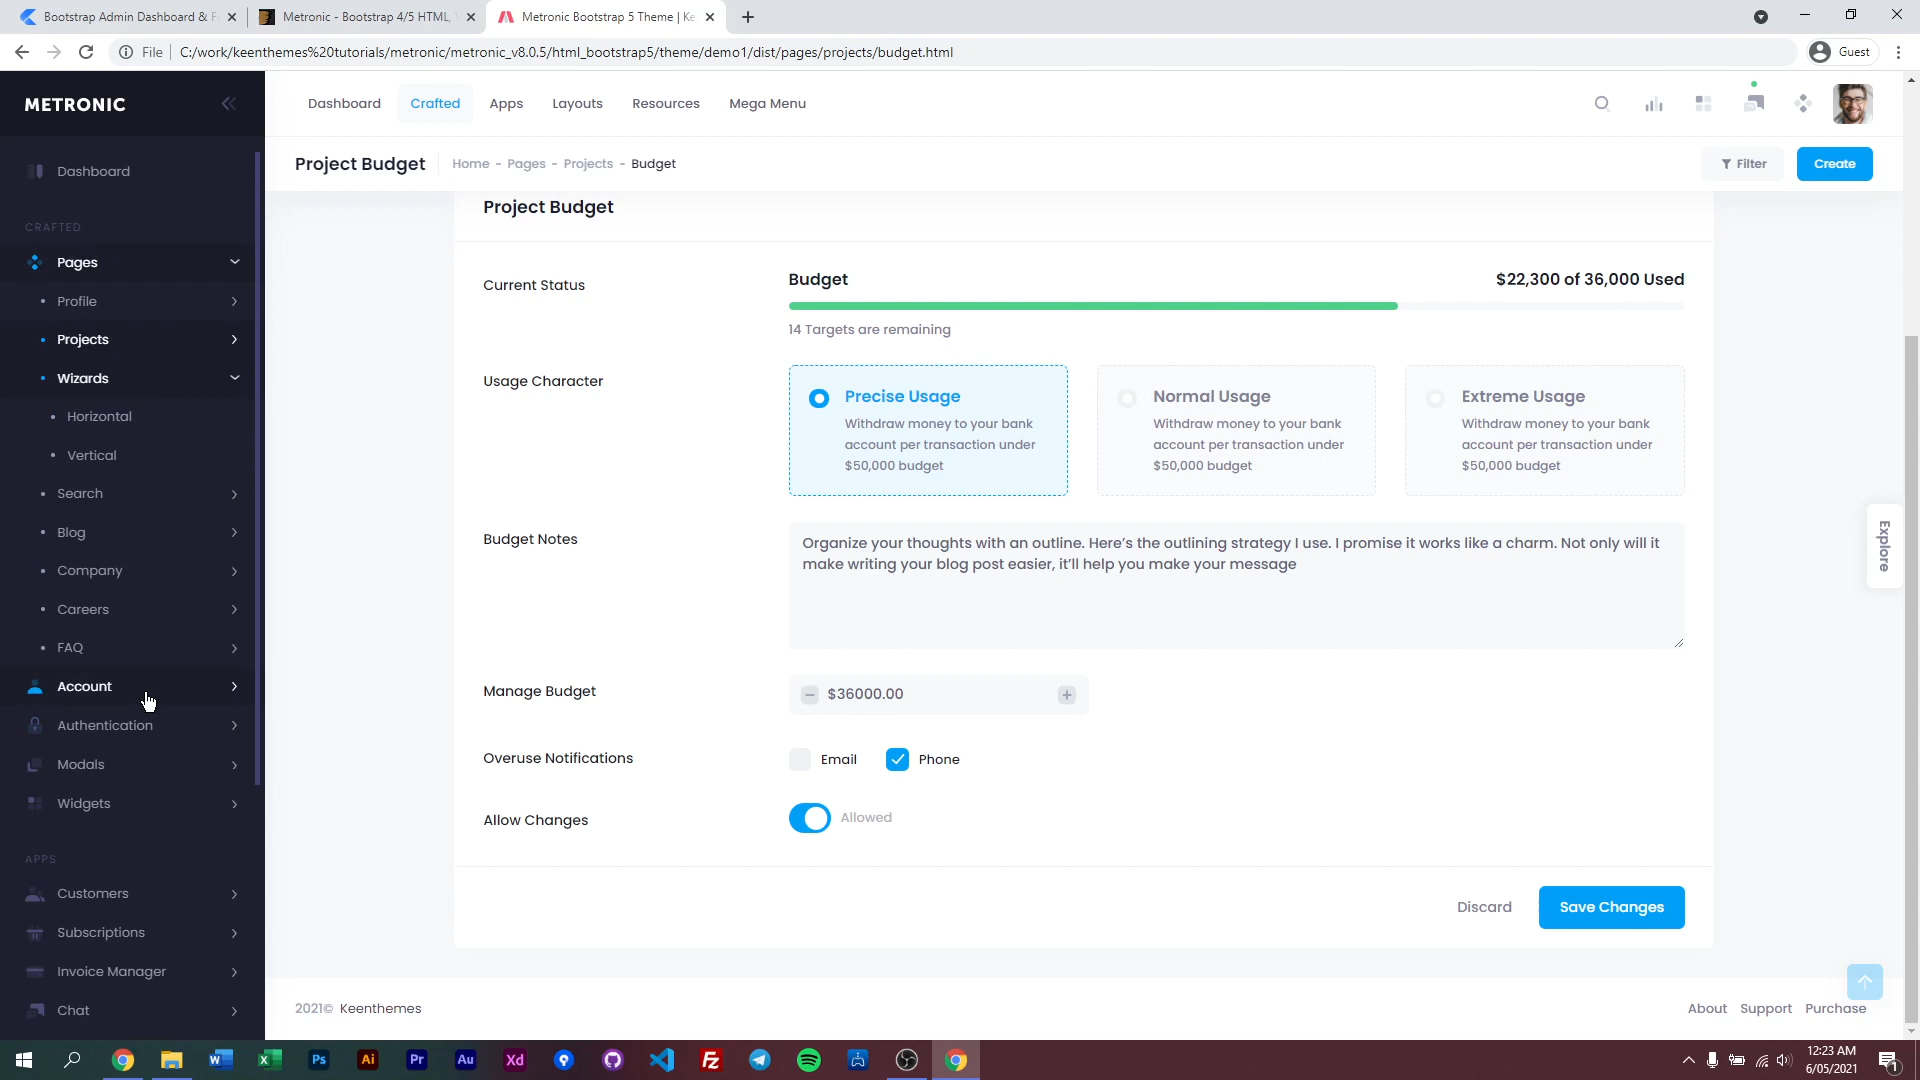 Bootstrap Admin Dashboard & F
Metronic - Bootstrap 4/5 HTML,
Metronic Bootstrap 5 Theme | Ke
File
C:/work/keenthemes%20tutorials/metronic/metronic_v8.0.5/html_bootstrap5/theme/demo1/dist/pages/projects/budget.html
Guest
METRONIC
Dashboard
Crafted
Apps
Layouts
Resources
Mega Menu
Project Budget
Home - Pages - Projects - Budget
Filter
Create
Dashboard
CRAFTED
Pages
Profile
Projects
Wizards
Horizontal
Vertical
Search
Blog
Company
Careers
FAQ
Account
Authentication
Modals
Widgets
APPS
Customers
Subscriptions
Invoice Manager
Chat
Project Budget
Current Status
Budget
$22,300 of 36,000 Used
14 Targets are remaining
Usage Character
Precise Usage
Withdraw money to your bank
account per transaction under
$50,000 budget
Normal Usage
Withdraw money to your bank
account per transaction under
$50,000 budget
Extreme Usage
Withdraw money to your bank
account per transaction under
$50,000 budget
Budget Notes
Organize your thoughts with an outline. Here's the outlining strategy I use. I promise it works like a charm. Not only will it
make writing your blog post easier, it'll help you make your message
Manage Budget
$36000.00
Overuse Notifications
Email
Phone
Allow Changes
Allowed
Discard
Save Changes
Explore
2021© Keenthemes
About
Support
Purchase
W
X
Ps
Ai
Pr
Au
Xd
Fz
12:23 AM
6/05/2021
1